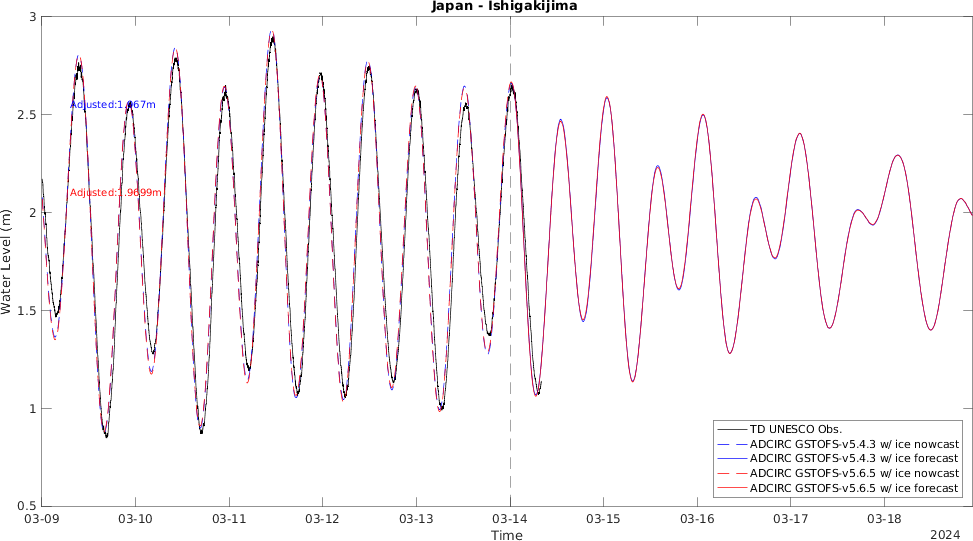 Japan - Ishigakijima
3
2.5
2
1.5
1
0.5
Water Level (m)
Adjusted:1.967m
Adjusted:1.9699m
TD UNESCO Obs.
ADCIRC GSTOFS-v5.4.3 w/ ice nowcast
ADCIRC GSTOFS-v5.4.3 w/ ice forecast
ADCIRC GSTOFS-v5.6.5 w/ ice nowcast
ADCIRC GSTOFS-v5.6.5 w/ ice forecast
03-09 03-10 03-11 03-12 03-13 03-14 03-15 03-16 03-17 03-18
Time
2024